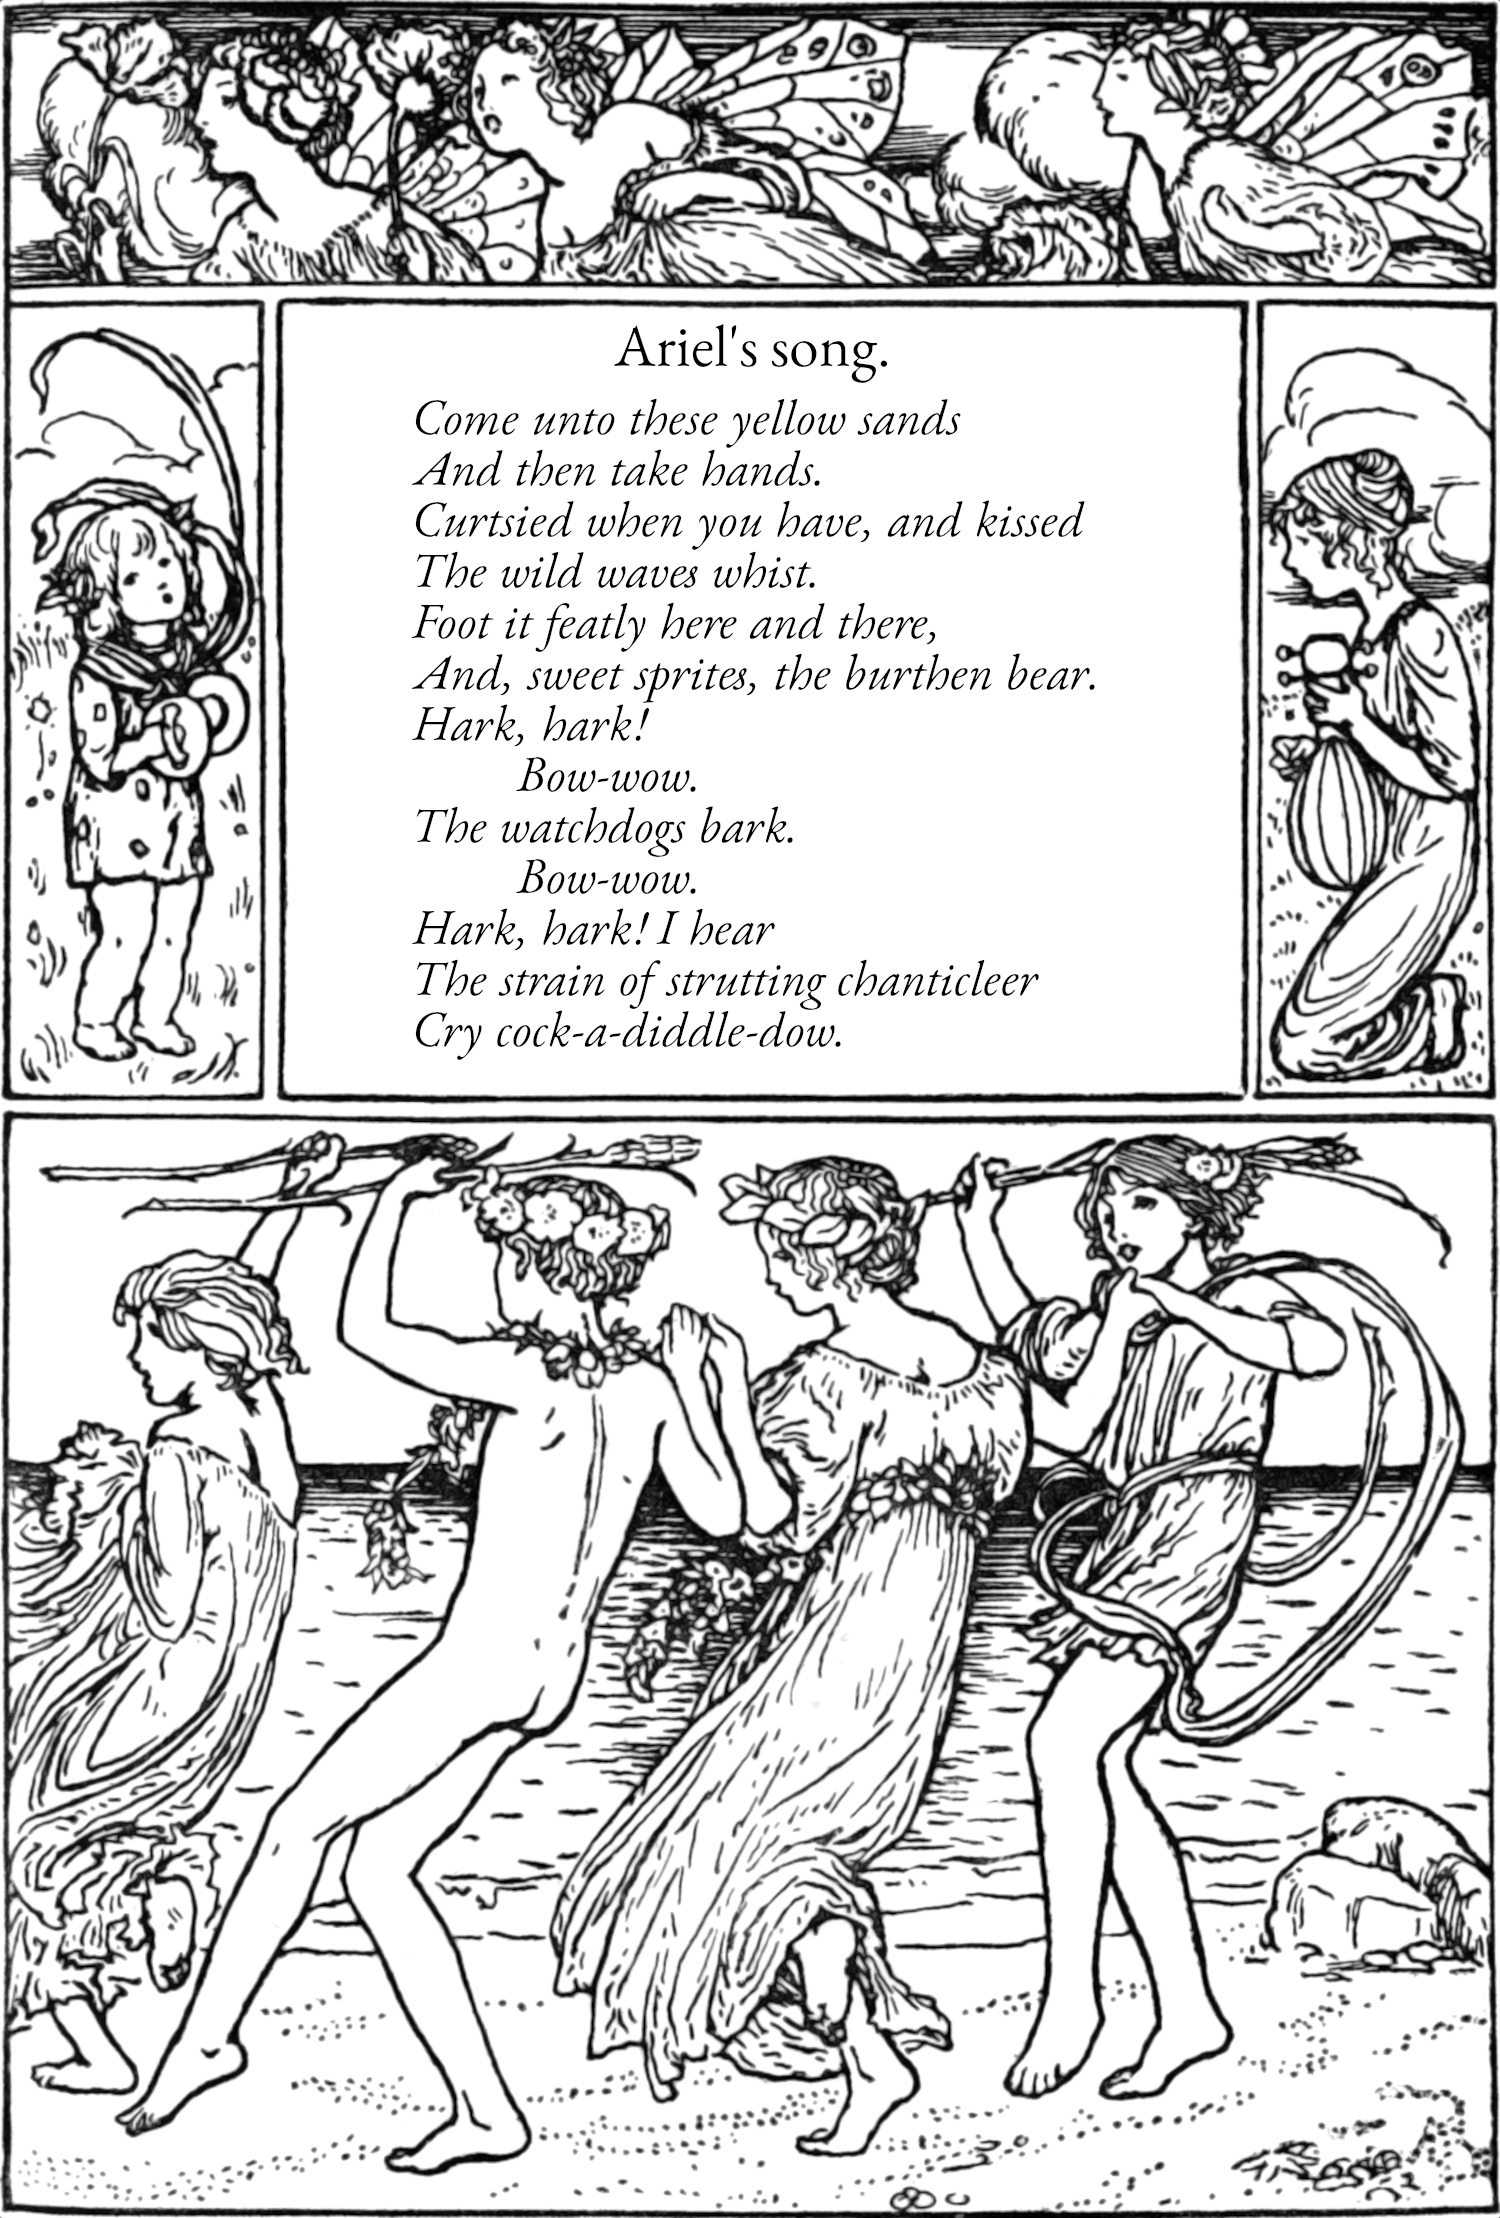 Ariel's song.
Come unto these yellow sands
And then take hands.
Curtsied when you have, and kissed
The wild waves whist.
Foot it featly here and there,
And, sweet sprites, the burthen bear.
Hark, hark!
Bow-wow.
The watchdogs bark.
Bow-wow.
Hark, hark! I hear
The strain of strutting chanticleer
Cry cock-a-diddle-dow.